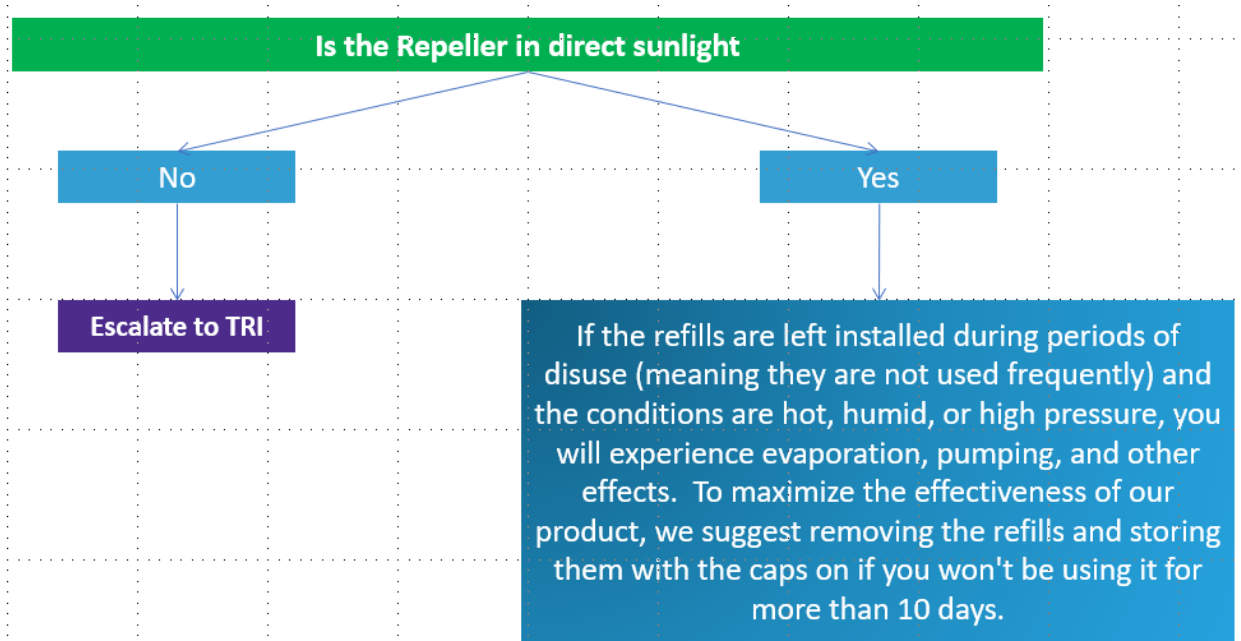 Is the Repeller in direct sunlight
No
Yes
Escalate to TRI
If the refills are left installed during periods of
disuse (meaning they are not used frequently) and
the conditions are hot, humid, or high pressure, you
will experience evaporation, pumping, and other
effects.  To maximize the effectiveness of our
product, we suggest removing the refills and storing
them with the caps on if you won't be using it for
more than 10 days.